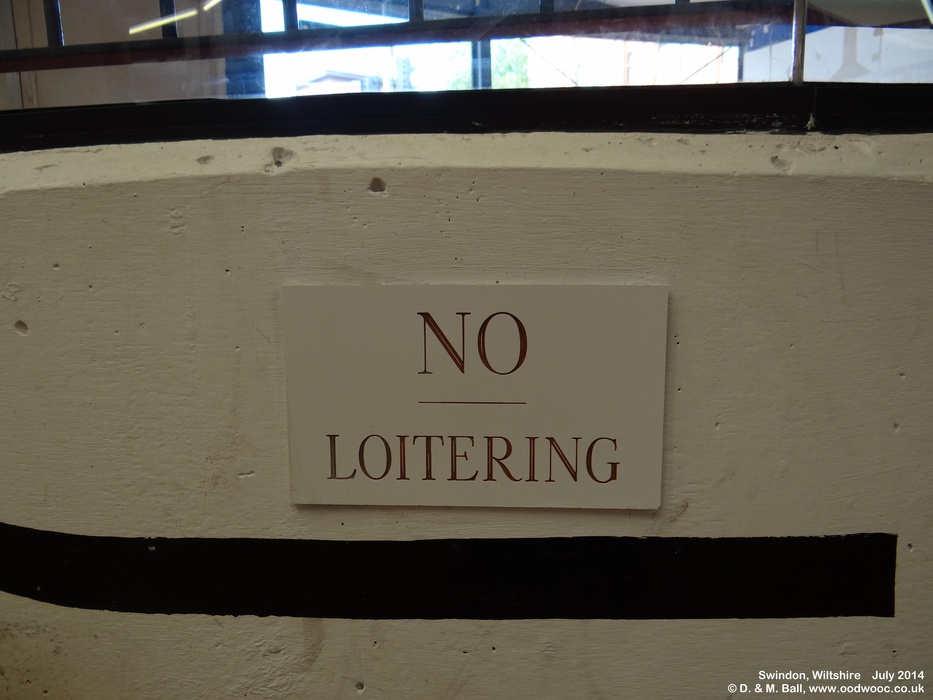 NO
LOITERING
Swindon, Wiltshire July 2014
© D. & M. Ball, www.oodwooc.co.uk